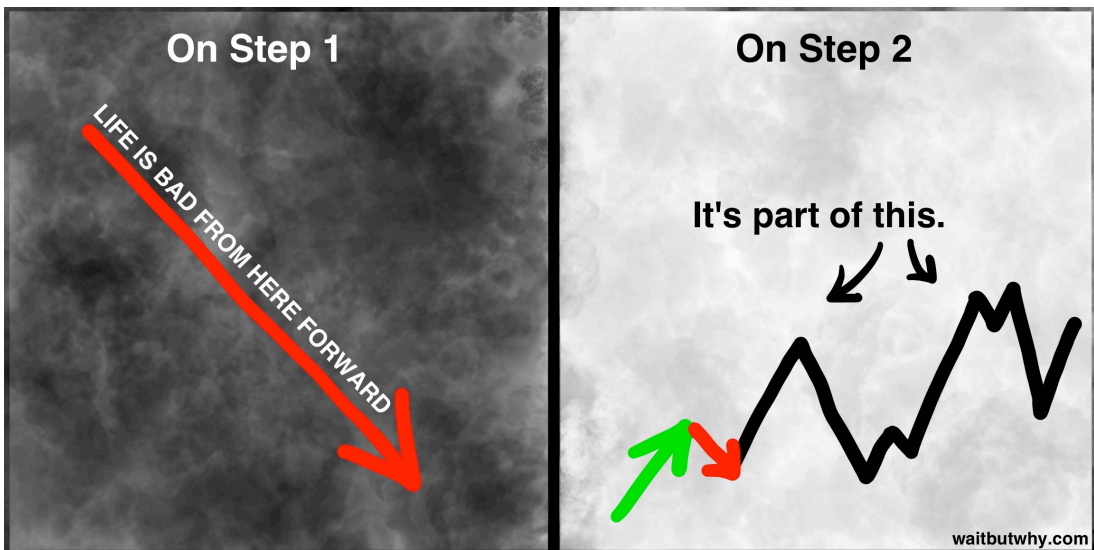 On Step 1
LIFE IS BAD FROM HERE FORWARD
On Step 2
It's part of this.
waitbutwhy.com